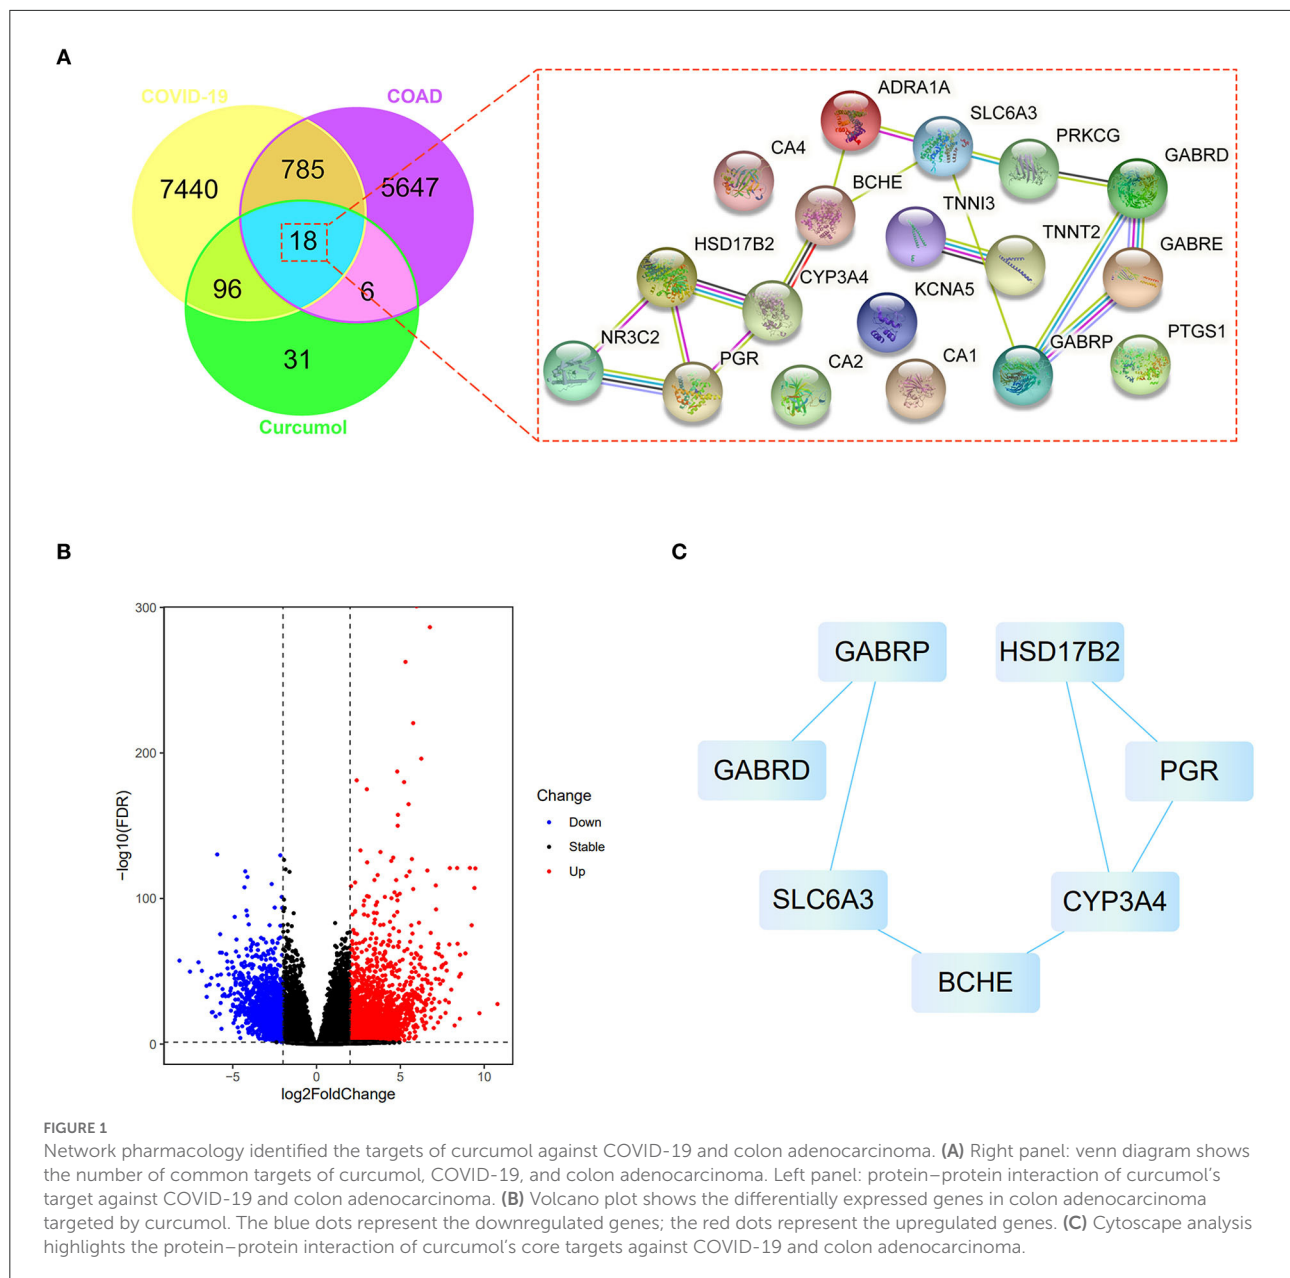 A
COVID-19
COAD
7440
785
5647
18
96
6
31
Curcumol
ADRA1A
SLC6A3
PRKCG
GABRD
CA4
BCHE
TNNI3
TNNT2
GABRE
HSD17B2
CYP3A4
KCNA5
NR3C2
PGR
CA2
CA1
GABRP
PTGS1
B
300
200
100
0
−log10(FDR)
−5
0
5
10
log2FoldChange
Change
Down
Stable
Up
C
GABRP
HSD17B2
GABRD
PGR
SLC6A3
CYP3A4
BCHE
FIGURE 1
Network pharmacology identified the targets of curcumol against COVID-19 and colon adenocarcinoma. (A) Right panel: venn diagram shows
the number of common targets of curcumol, COVID-19, and colon adenocarcinoma. Left panel: protein–protein interaction of curcumol's
target against COVID-19 and colon adenocarcinoma. (B) Volcano plot shows the differentially expressed genes in colon adenocarcinoma
targeted by curcumol. The blue dots represent the downregulated genes; the red dots represent the upregulated genes. (C) Cytoscape analysis
highlights the protein–protein interaction of curcumol's core targets against COVID-19 and colon adenocarcinoma.